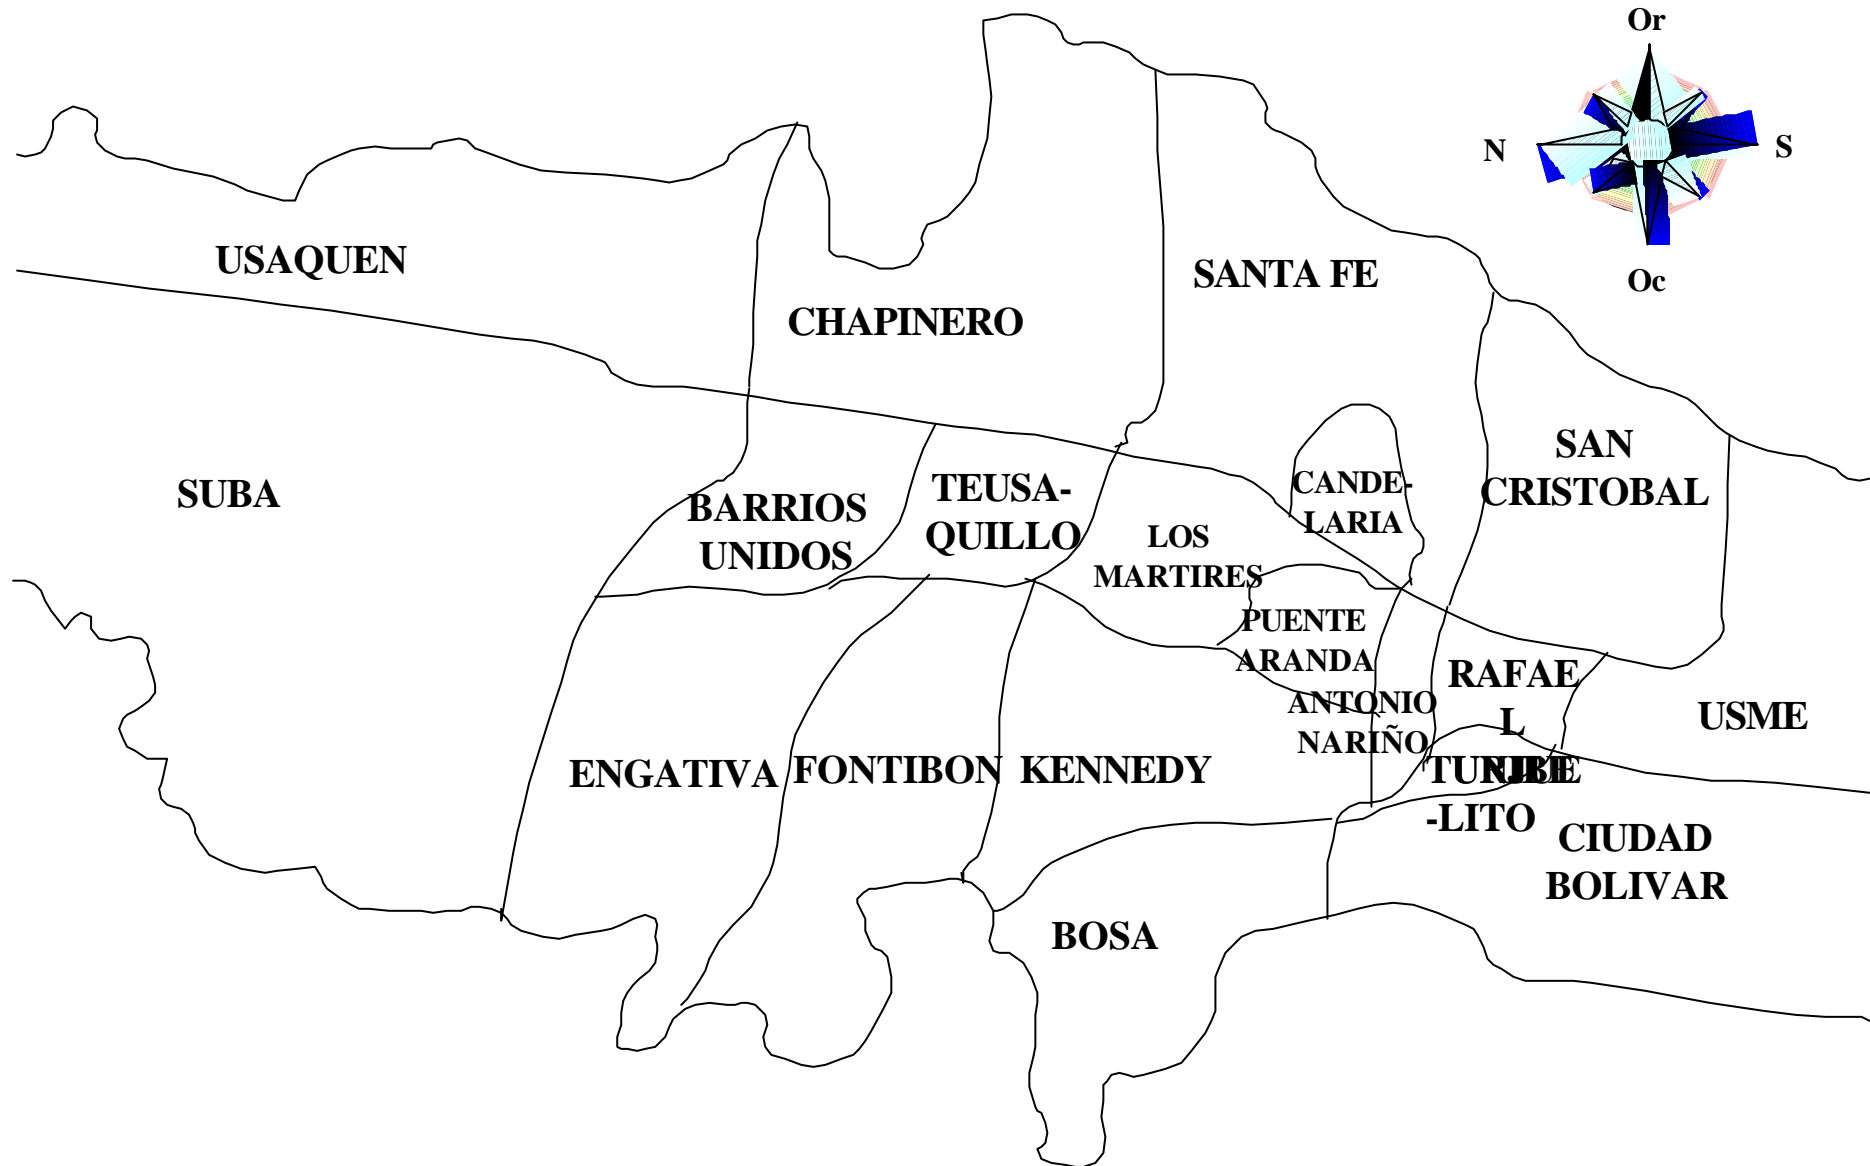 Or
N
S
Oc
USAQUEN
SANTA FE
CHAPINERO
SUBA
BARRIOS
UNIDOS
TEUSA-
QUILLO
LOS
MARTIRES
CANDE-
LARIA
SAN
CRISTOBAL
PUENTE
ARANDA
ANTONIO
NARIÑO
RAFAE
L
-LITO
USME
ENGATIVA
FONTIBON
KENNEDY
CIUDAD
BOLIVAR
BOSA